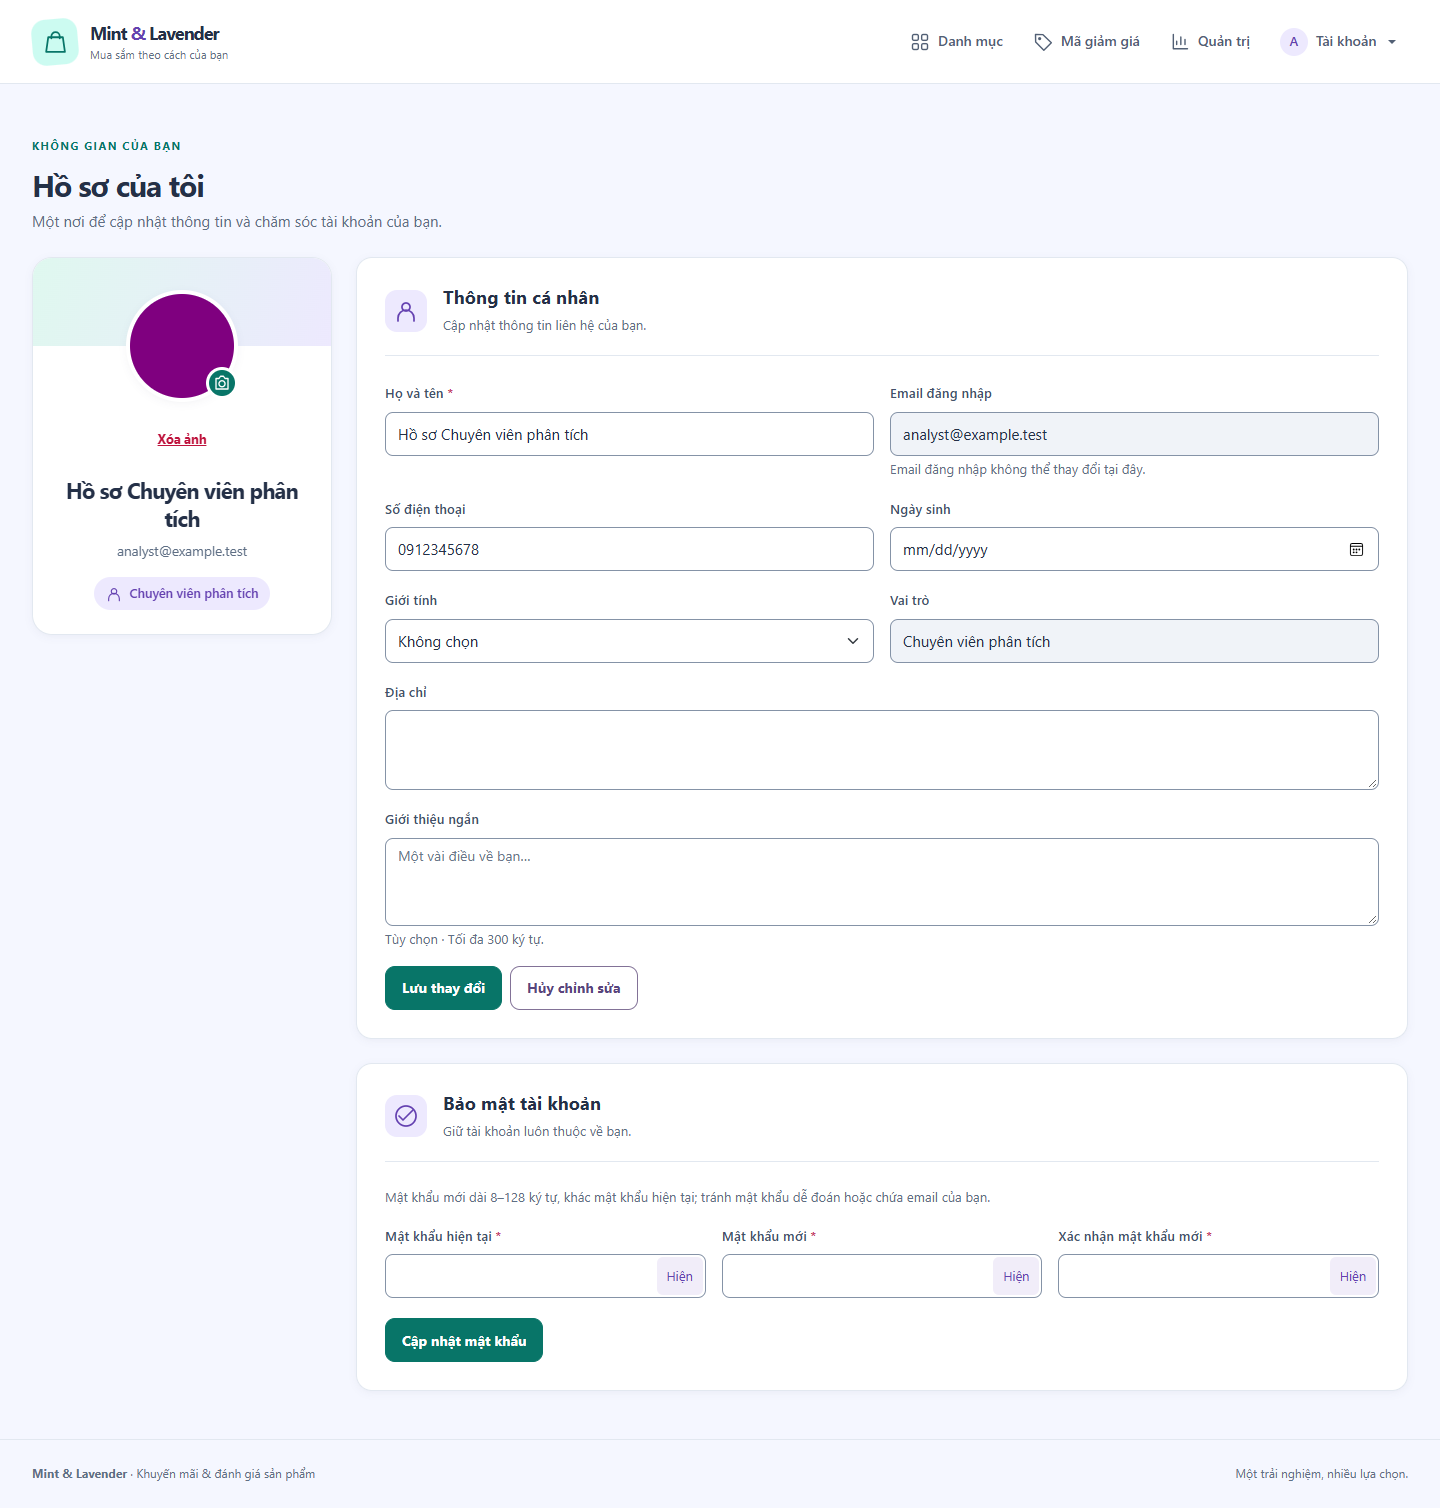 Mint & Lavender
Mua sắm theo cách của bạn
Danh mục
Mã giảm giá
Quản trị
A
Tài khoản
KHÔNG GIAN CỦA BẠN
Hồ sơ của tôi
Một nơi để cập nhật thông tin và chăm sóc tài khoản của bạn.
Xóa ảnh
Hồ sơ Chuyên viên phân
tích
analyst@example.test
Chuyên viên phân tích
Thông tin cá nhân
Cập nhật thông tin liên hệ của bạn.
Họ và tên *
Hồ sơ Chuyên viên phân tích
Email đăng nhập
analyst@example.test
Email đăng nhập không thể thay đổi tại đây.
Số điện thoại
0912345678
Ngày sinh
mm/dd/yyyy
Giới tính
Không chọn
Vai trò
Chuyên viên phân tích
Địa chỉ
Giới thiệu ngắn
Một vài điều về bạn...
Tùy chọn · Tối đa 300 ký tự.
Lưu thay đổi
Hủy chỉnh sửa
Bảo mật tài khoản
Giữ tài khoản luôn thuộc về bạn.
Mật khẩu mới dài 8–128 ký tự, khác mật khẩu hiện tại; tránh mật khẩu dễ đoán hoặc chứa email của bạn.
Mật khẩu hiện tại *
Hiện
Mật khẩu mới *
Hiện
Xác nhận mật khẩu mới *
Hiện
Cập nhật mật khẩu
Mint & Lavender · Khuyến mãi & đánh giá sản phẩm
Một trải nghiệm, nhiều lựa chọn.